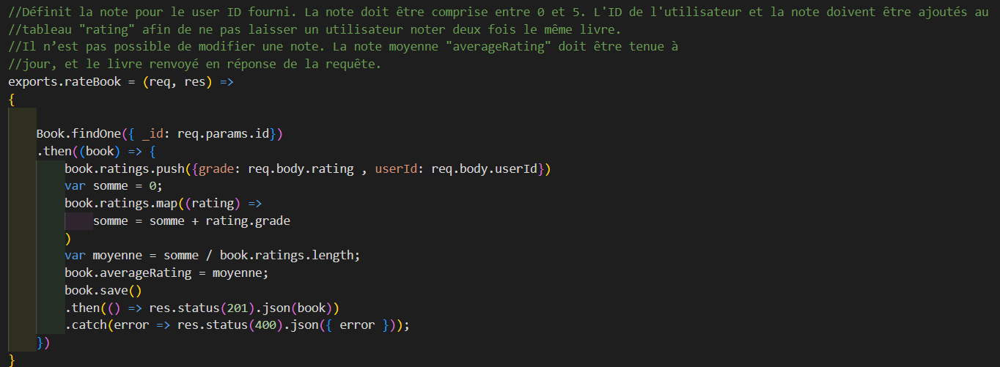 //Définit la note pour le user ID fourni. La note doit être comprise entre 0 et 5. L'ID de l'utilisateur et la note doivent être ajoutés au
//tableau "rating" afin de ne pas laisser un utilisateur noter deux fois le même livre.
//Il n’est pas possible de modifier une note. La note moyenne "averageRating" doit être tenue à
//jour, et le livre renvoyé en réponse de la requête.
exports.rateBook = (req, res) =>
{
    Book.findOne({ _id: req.params.id})
    .then((book) => {
        book.ratings.push({grade: req.body.rating , userId: req.body.userId})
        var somme = 0;
        book.ratings.map((rating) =>
            somme = somme + rating.grade
        )
        var moyenne = somme / book.ratings.length;
        book.averageRating = moyenne;
        book.save()
        .then(() => res.status(201).json(book))
        .catch(error => res.status(400).json({ error }));
    })
}